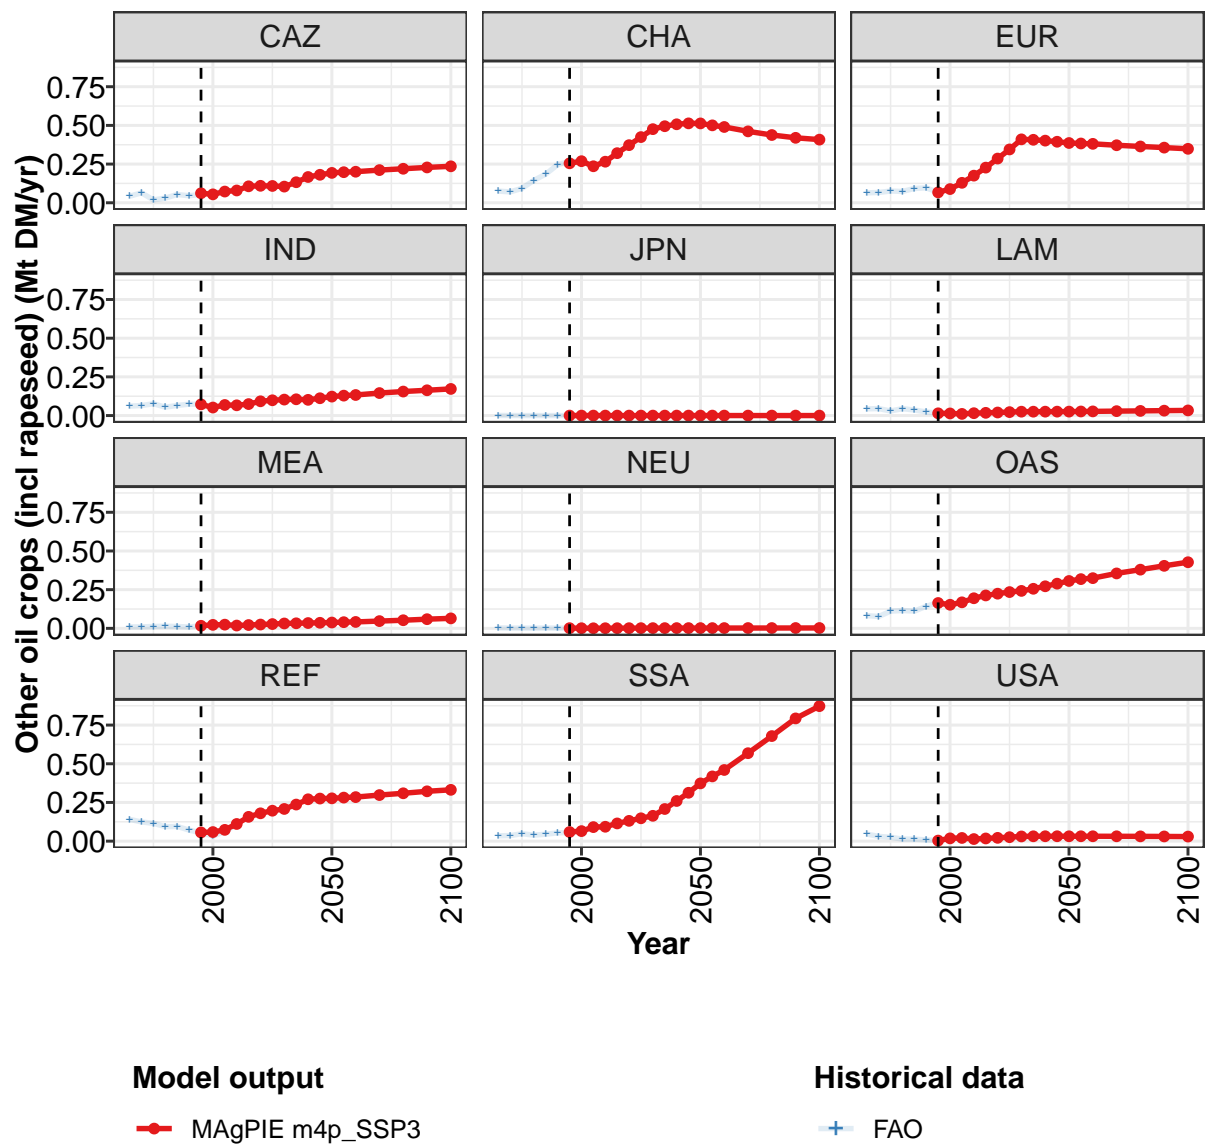 CAZ CHA EUR
0.75
0.50
0.25
0.00
IND JPN LAM
0.75
0.50
0.25
0.00
MEA NEU OAS
0.75
0.50
0.25
0.00
REF SSA USA
0.75
0.50
0.25
0.00
Other oil crops (incl rapeseed) (Mt DM/yr)
2000 2050 2100 2000 2050 2100 2000 2050 2100
Year
Model output Historical data
MAgPIE m4p_SSP3 FAO